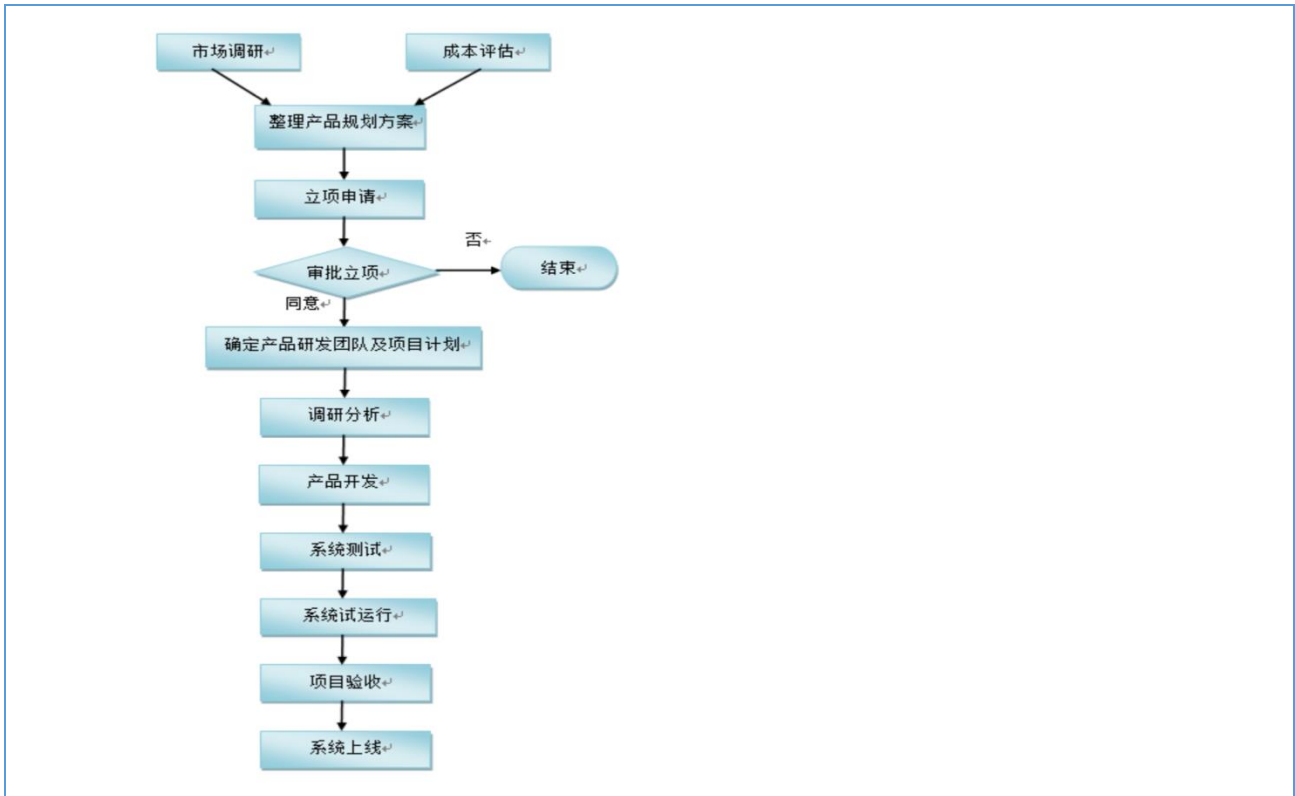 市场调研
成本评估
整理产品规划方案
立项申请
否
审批立项
结束
同意
确定产品研发团队及项目计划
调研分析
产品开发
系统测试
系统试运行
项目验收
系统上线